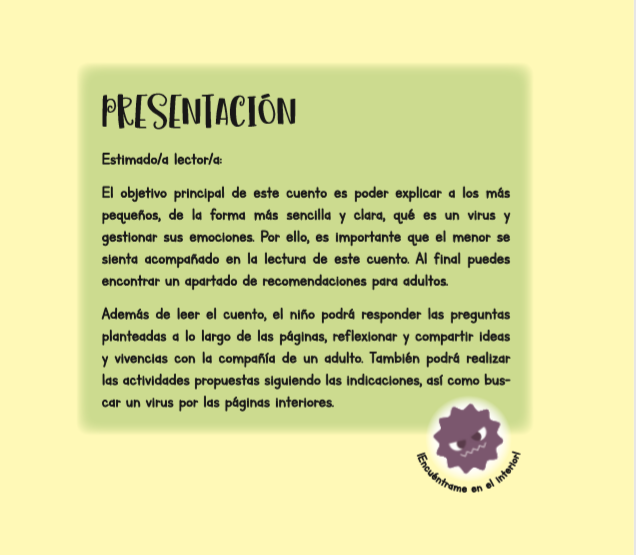 PRESENTACIÓN
Estimado/a lector/a:
El objetivo principal de este cuento es poder explicar a los más
pequeños, de la forma más sencilla y clara, qué es un virus y
gestionar sus emociones. Por ello, es importante que el menor se
sienta acompañado en la lectura de este cuento. Al final puedes
encontrar un apartado de recomendaciones para adultos.
Además de leer el cuento, el niño podrá responder las preguntas
planteadas a lo largo de las páginas, reflexionar y compartir ideas
y vivencias con la compañía de un adulto. También podrá realizar
las actividades propuestas siguiendo las indicaciones, así como bus-
car un virus por las páginas interiores.
¡Encuéntrame en el interior!